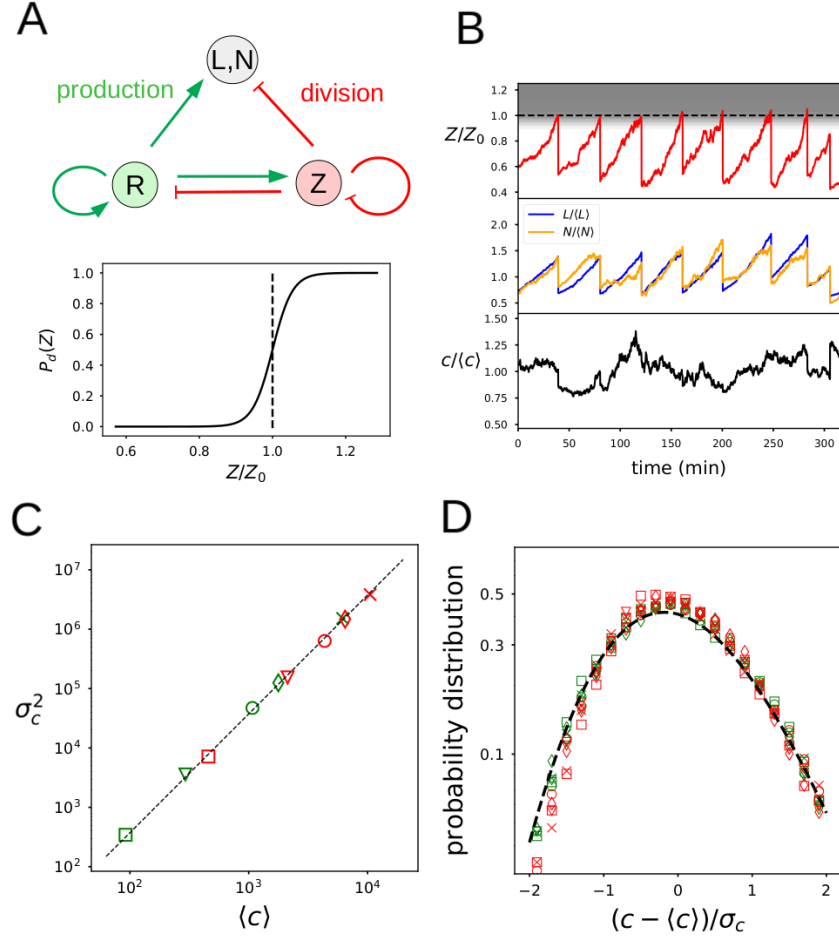 A
L,N
production
division
R
Z
1.0
0.8
0.6
0.4
0.2
0.0
P_d(Z)
0.6
0.8
1.0
1.2
Z/Z_0
B
1.2
1.0
0.8
0.6
0.4
Z/Z_0
2.0
1.5
1.0
0.5
L/⟨L⟩
N/⟨N⟩
1.50
1.25
1.00
0.75
0.50
c/⟨c⟩
0
50
100
150
200
250
300
time (min)
C
10^7
10^6
10^5
10^4
10^3
10^2
σ_c^2
10^2
10^3
10^4
⟨c⟩
D
0.5
0.3
0.1
probability distribution
−2
−1
0
1
2
(c − ⟨c⟩)/σ_c